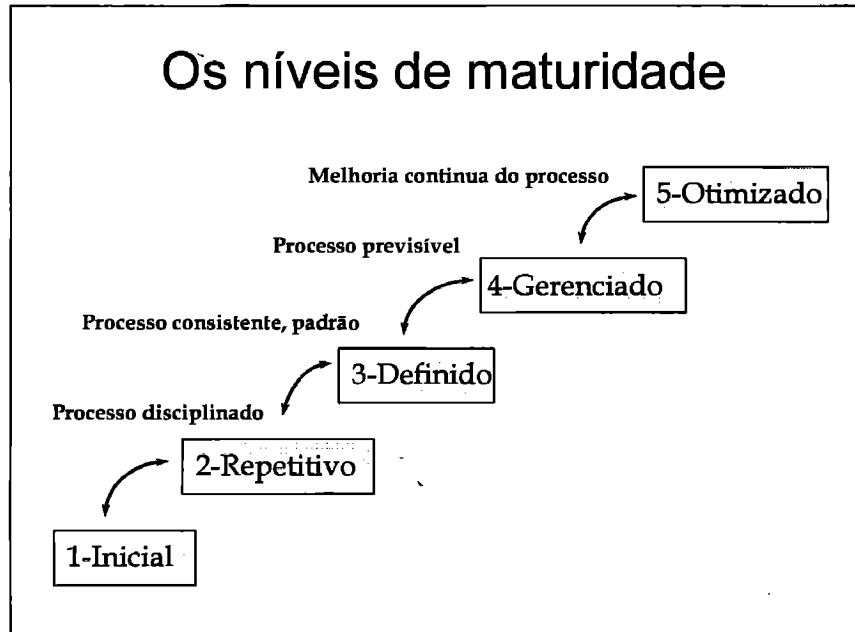 Os níveis de maturidade
Melhoria continua do processo
5-Otimizado
Processo previsível
4-Gerenciado
Processo consistente, padrão
3-Definido
Processo disciplinado
2-Repetitivo
1-Inicial